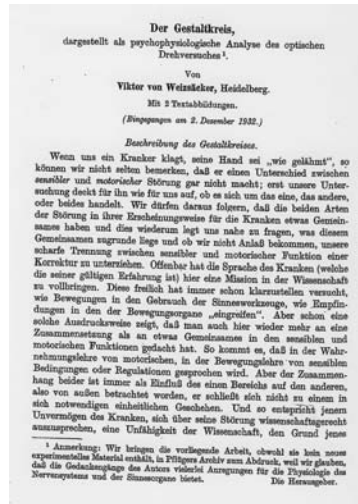 Der Gestaltkreis,
dargestellt als psychophysiologische Analyse des optischen
Drehversuches¹.
Von
Viktor von Weizsäcker, Heidelberg.
Mit 2 Textabbildungen.
(Eingegangen am 2. Dezember 1932.)
Beschreibung des Gestaltkreises.
Wenn uns ein Kranker klagt, seine Hand sei „wie gelähmt“, so
können wir nicht selten bemerken, daß er einen Unterschied zwischen
sensibler und motorischer Störung gar nicht macht; erst unsere Unter-
suchung deckt für ihn wie für uns auf, ob es sich um das eine, das andere,
oder beides handelt. Wir dürfen daraus folgern, daß die beiden Arten
der Störung in ihrer Erscheinungsweise für die Kranken etwas Gemein-
sames haben und dies wiederum legt uns nahe zu fragen, was diesem
Gemeinsamen zugrunde liege und ob wir nicht Anlaß bekommen, unsere
scharfe Trennung zwischen sensibler und motorischer Funktion einer
Korrektur zu unterziehen. Offenbar hat die Sprache des Kranken (welche
die seiner gültigen Erfahrung ist) hier eine Mission in der Wissenschaft
zu vollbringen. Diese freilich hat immer schon klarzustellen versucht,
wie Bewegungen in den Gebrauch der Sinneswerkzeuge, wie Empfin-
dungen in den der Bewegungsorgane „eingreifen“. Aber schon eine
solche Ausdrucksweise zeigt, daß man auch hier wieder mehr an eine
Zusammensetzung als an etwas Gemeinsames in den sensiblen und
motorischen Funktionen gedacht hat. So kommt es, daß in der Wahr-
nehmungslehre von motorischen, in der Bewegungslehre von sensiblen
Bedingungen oder Regulationen gesprochen wird. Aber der Zusammen-
hang beider ist immer als Einfluß des einen Bereichs auf den anderen,
also von außen betrachtet worden, er schließt sich nicht zu einem in
sich notwendigen einheitlichen Geschehen. Und so entspricht jenem
Unvermögen des Kranken, sich über seine Störung wissenschaftsgerecht
auszusprechen, eine Unfähigkeit der Wissenschaft, den Grund jenes
¹ Anmerkung: Wir bringen die vorliegende Arbeit, obwohl sie kein neues
experimentelles Material enthält, in Pflügers Archiv zum Abdruck, weil wir glauben,
daß die Gedankengänge des Autors vielerlei Anregungen für die Physiologie des
Nervensystems und der Sinnesorgane bietet. Die Herausgeber.